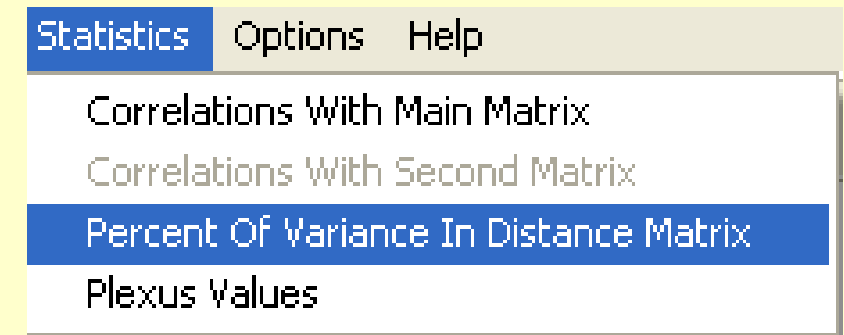 Statistics Options Help
Correlations With Main Matrix
Correlations With Second Matrix
Percent Of Variance In Distance Matrix
Plexus Values